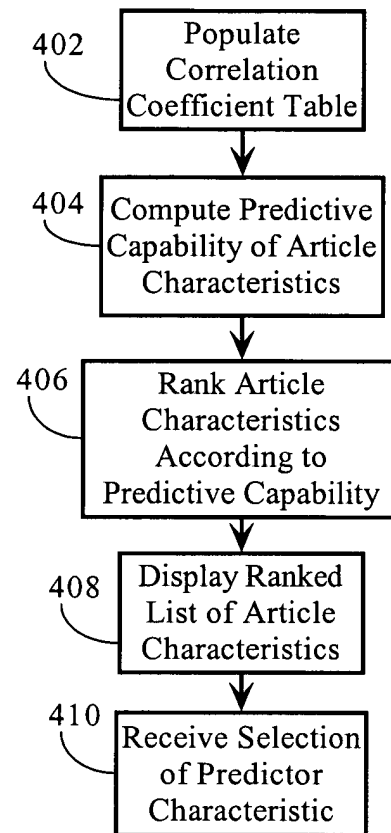 402
Populate
Correlation
Coefficient Table
404
Compute Predictive
Capability of Article
Characteristics
406
Rank Article
Characteristics
According to
Predictive Capability
408
Display Ranked
List of Article
Characteristics
410
Receive Selection
of Predictor
Characteristic